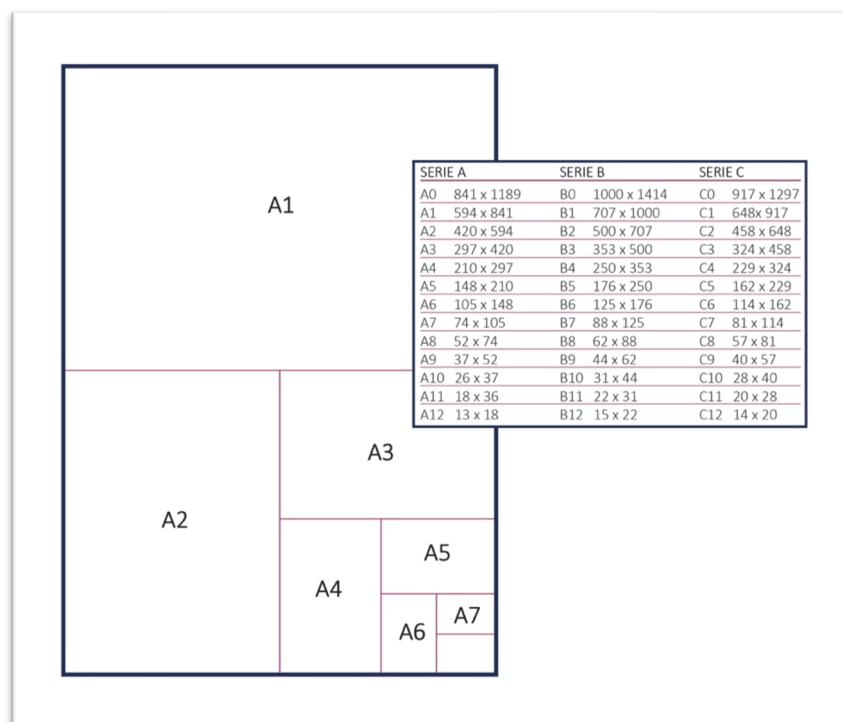 A1
SERIE A SERIE B SERIE C
A0 841 x 1189 B0 1000 x 1414 C0 917 x 1297
A1 594 x 841 B1 707 x 1000 C1 648x 917
A2 420 x 594 B2 500 x 707 C2 458 x 648
A3 297 x 420 B3 353 x 500 C3 324 x 458
A4 210 x 297 B4 250 x 353 C4 229 x 324
A5 148 x 210 B5 176 x 250 C5 162 x 229
A6 105 x 148 B6 125 x 176 C6 114 x 162
A7 74 x 105 B7 88 x 125 C7 81 x 114
A8 52 x 74 B8 62 x 88 C8 57 x 81
A9 37 x 52 B9 44 x 62 C9 40 x 57
A10 26 x 37 B10 31 x 44 C10 28 x 40
A11 18 x 36 B11 22 x 31 C11 20 x 28
A12 13 x 18 B12 15 x 22 C12 14 x 20
A3
A2
A5
A4
A7
A6